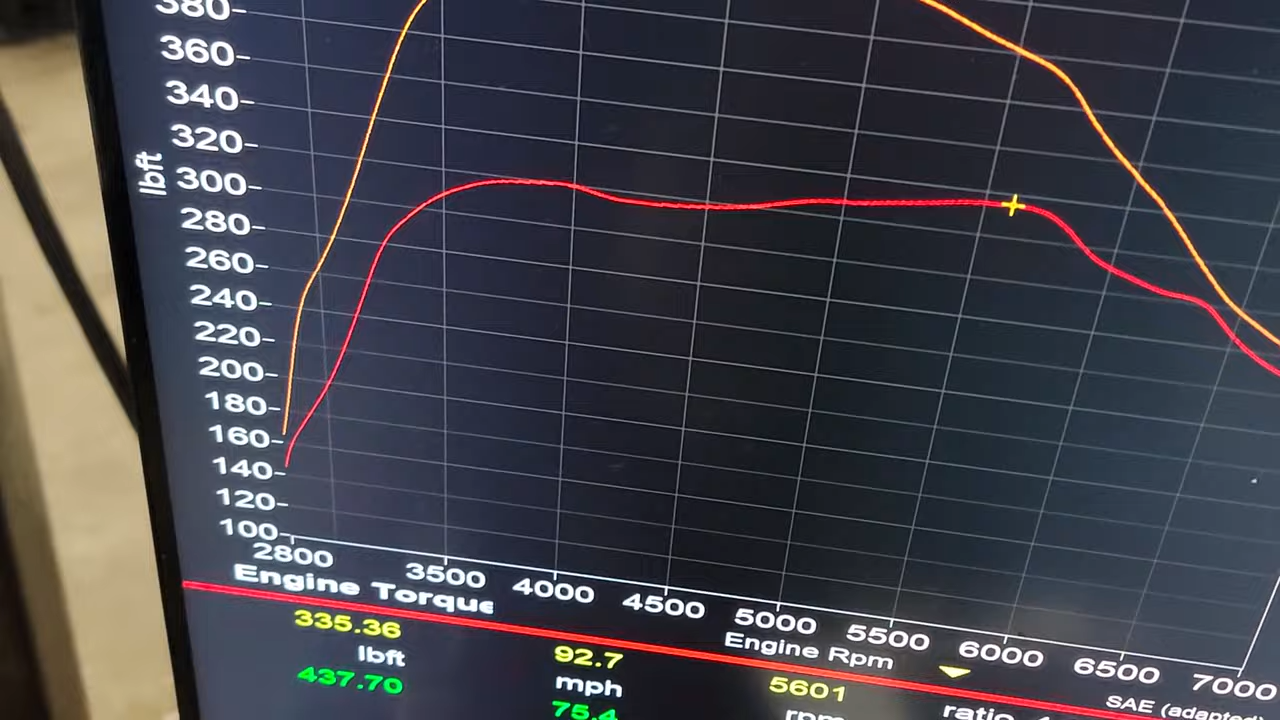 380-
360-
340-
320-
lbft
300-
280-
260-
240-
220-
200-
180-
160-
140-
120-
100-
2800 3500 4000 4500 5000 5500 6000 6500 7000
Engine Torque
Engine Rpm
335.36 92.7 5601
lbft mph rpm ratio
437.70 75.4
SAE (adapted)